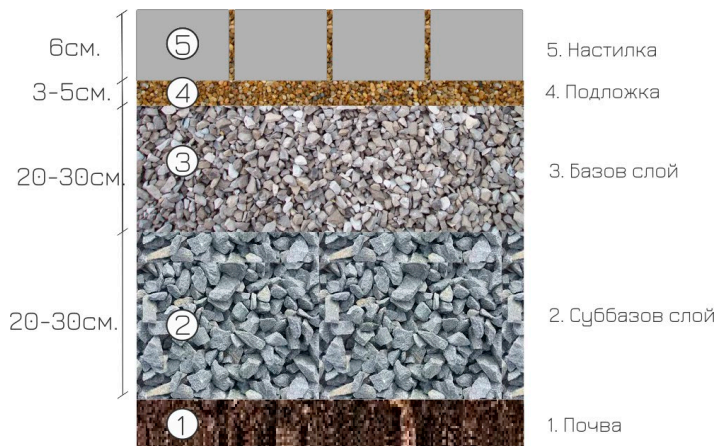 6см.
5
5. Настилка
3-5см.
4
4. Подложка
20-30см.
3
3. Базов слой
20-30см.
2
2. Суббазов слой
1
1. Почва